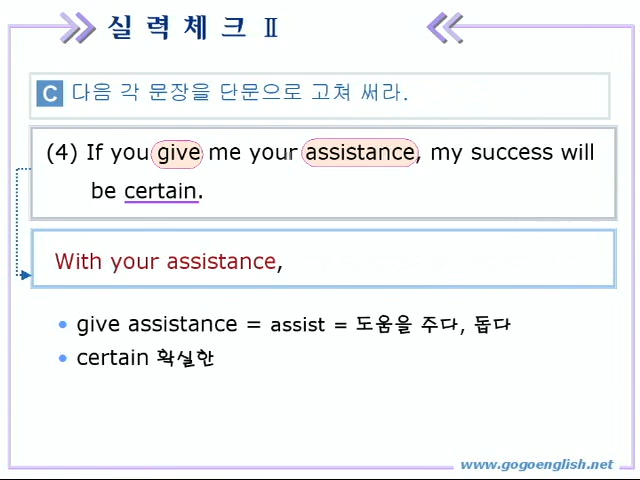 실 력 체 크 Ⅱ
C 다음 각 문장을 단문으로 고쳐 써라.
(4) If you give me your assistance, my success will
be certain.
With your assistance,
• give assistance = assist = 도움을 주다, 돕다
• certain 확실한
www.gogoenglish.net